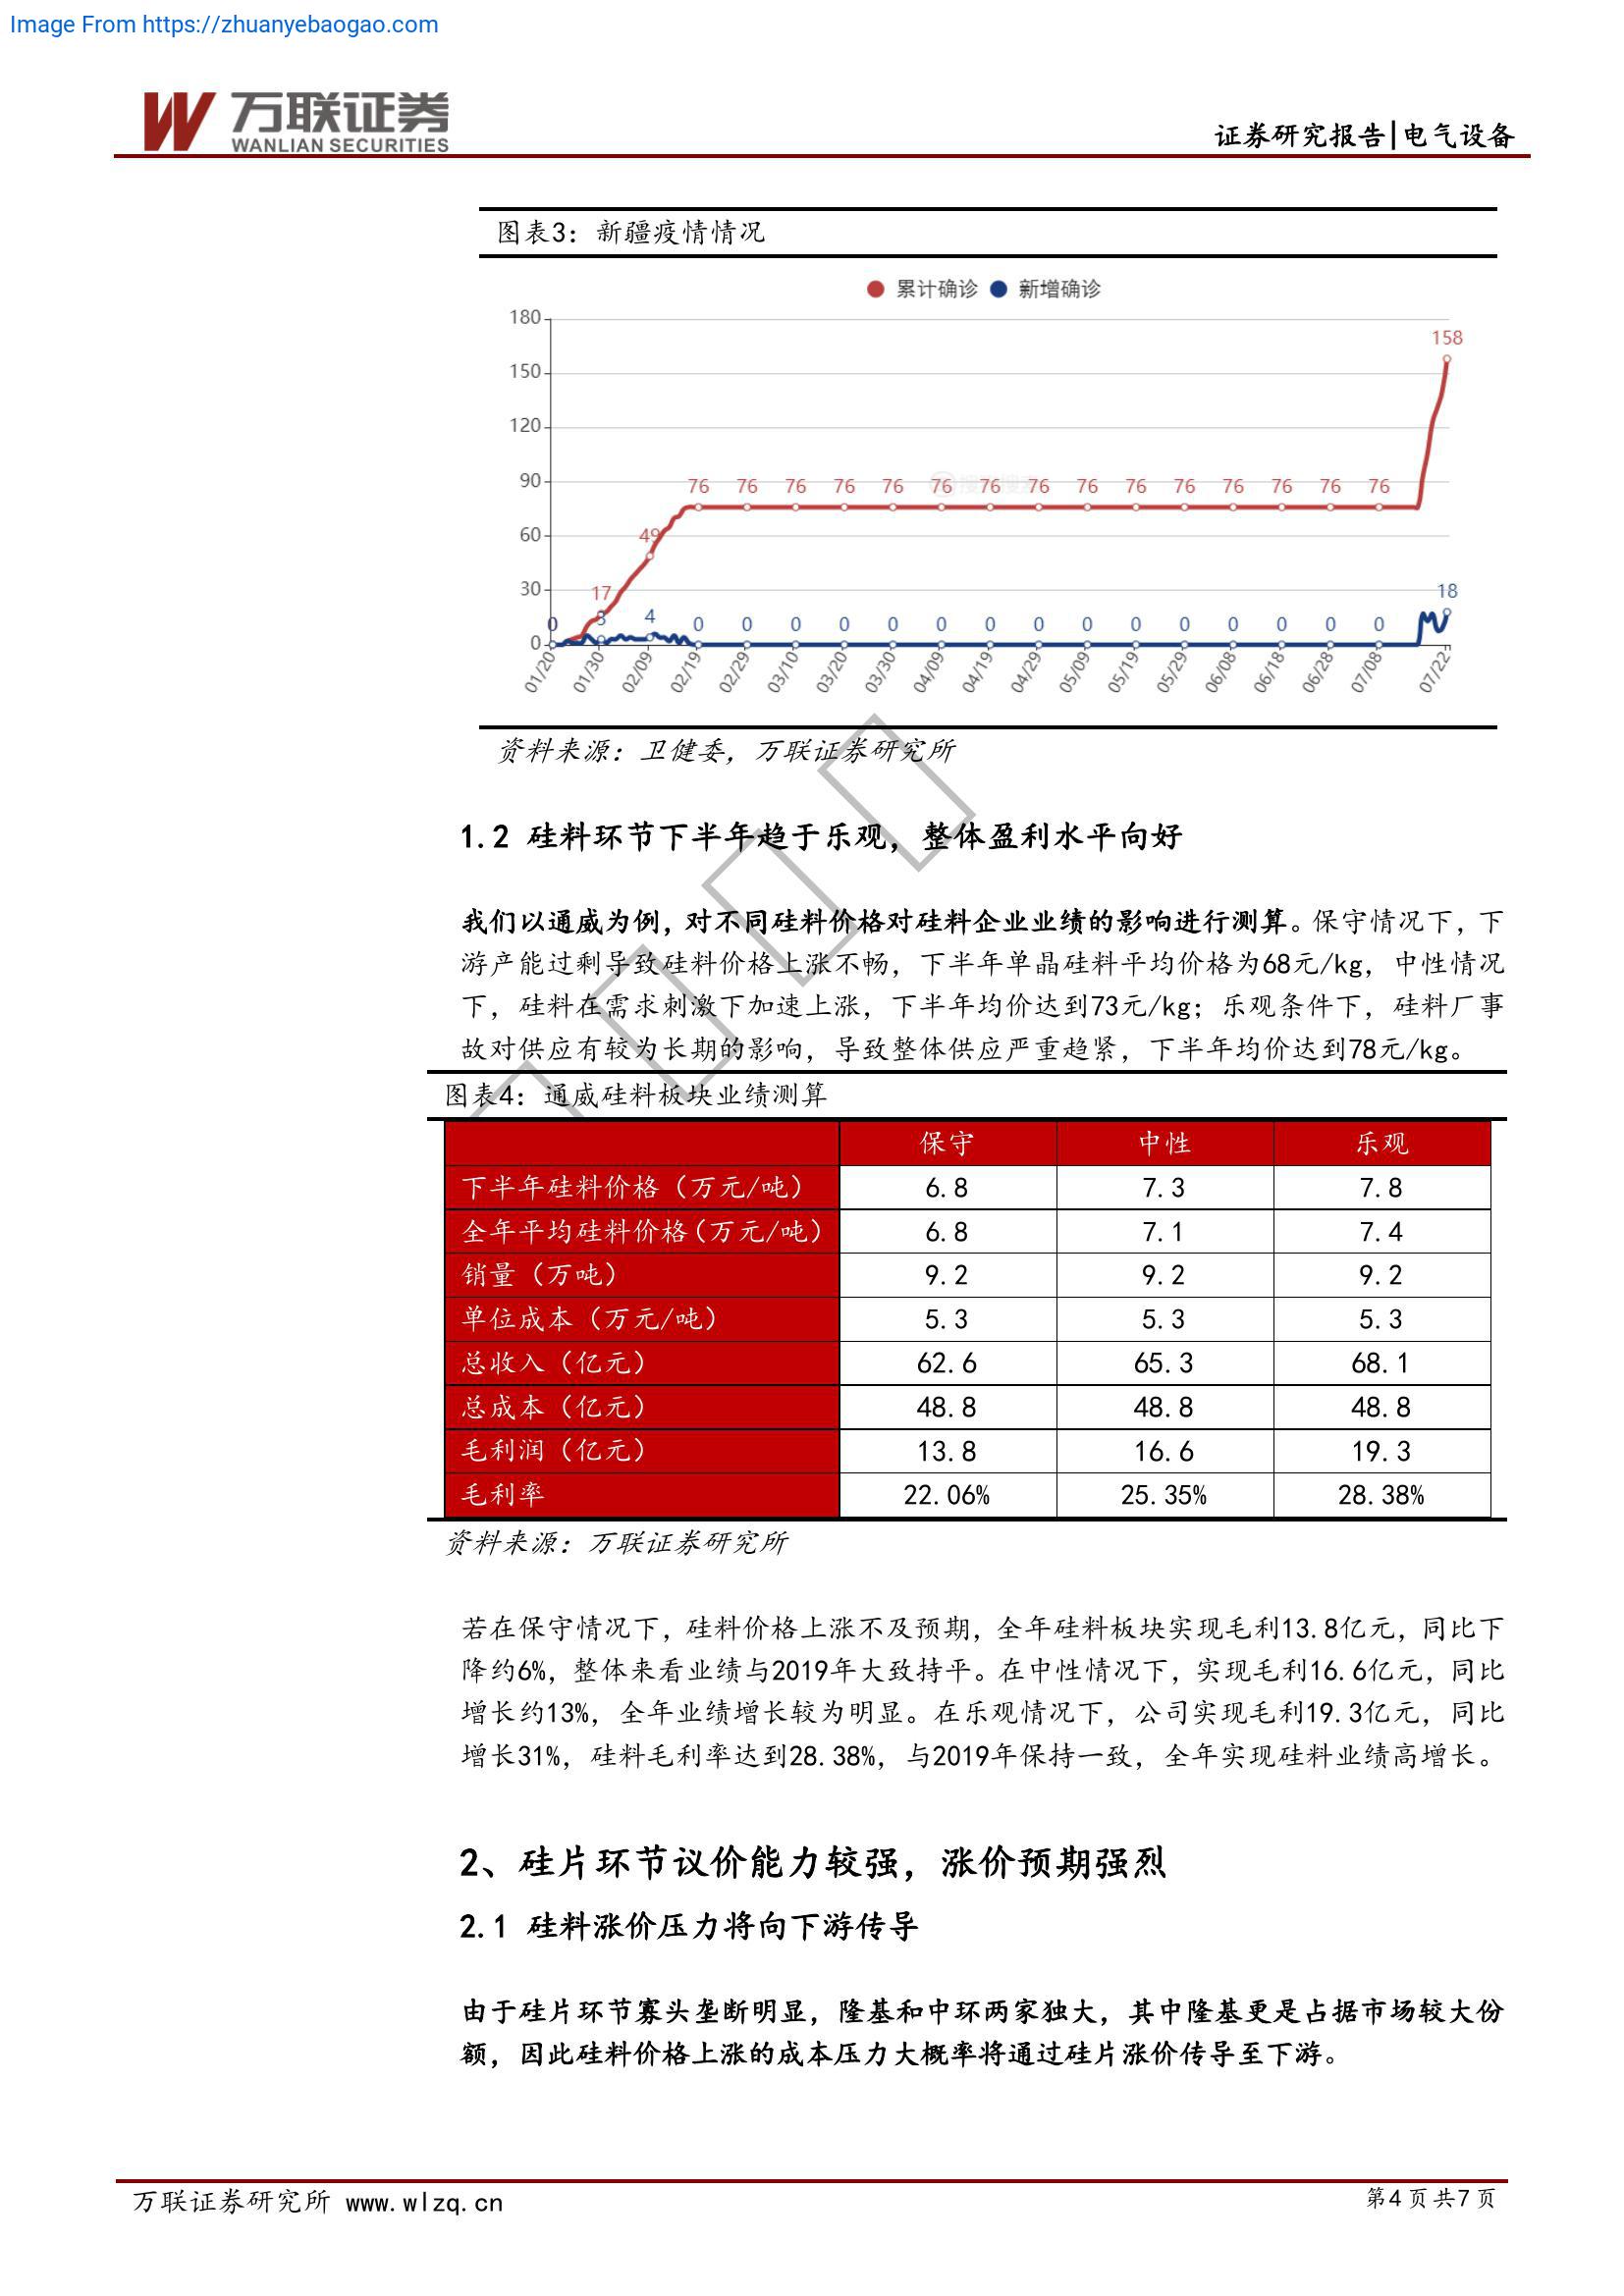 Image From https://zhuanyebaogao.com
万联证券
WANLIAN SECURITIES
证券研究报告|电气设备
图表3：新疆疫情情况
累计确诊 新增确诊
180
150
120
90
60
30
0
158
76 76 76 76 76 76 76 76 76 76 76 76 76 76 76
49
17
18
0 3 4 0 0 0 0 0 0 0 0 0 0 0 0 0 0 0
01/20 01/30 02/09 02/19 02/29 03/10 03/20 03/30 04/09 04/19 04/29 05/09 05/19 05/29 06/08 06/18 06/28 07/08 07/22
资料来源：卫健委，万联证券研究所
1.2 硅料环节下半年趋于乐观，整体盈利水平向好
我们以通威为例，对不同硅料价格对硅料企业业绩的影响进行测算。保守情况下，下
游产能过剩导致硅料价格上涨不畅，下半年单晶硅料平均价格为68元/kg，中性情况
下，硅料在需求刺激下加速上涨，下半年均价达到73元/kg；乐观条件下，硅料厂事
故对供应有较为长期的影响，导致整体供应严重趋紧，下半年均价达到78元/kg。
图表4：通威硅料板块业绩测算
保守 中性 乐观
下半年硅料价格（万元/吨） 6.8 7.3 7.8
全年平均硅料价格（万元/吨） 6.8 7.1 7.4
销量（万吨） 9.2 9.2 9.2
单位成本（万元/吨） 5.3 5.3 5.3
总收入（亿元） 62.6 65.3 68.1
总成本（亿元） 48.8 48.8 48.8
毛利润（亿元） 13.8 16.6 19.3
毛利率 22.06% 25.35% 28.38%
资料来源：万联证券研究所
若在保守情况下，硅料价格上涨不及预期，全年硅料板块实现毛利13.8亿元，同比下
降约6%，整体来看业绩与2019年大致持平。在中性情况下，实现毛利16.6亿元，同比
增长约13%，全年业绩增长较为明显。在乐观情况下，公司实现毛利19.3亿元，同比
增长31%，硅料毛利率达到28.38%，与2019年保持一致，全年实现硅料业绩高增长。
2、硅片环节议价能力较强，涨价预期强烈
2.1 硅料涨价压力将向下游传导
由于硅片环节寡头垄断明显，隆基和中环两家独大，其中隆基更是占据市场较大份
额，因此硅料价格上涨的成本压力大概率将通过硅片涨价传导至下游。
万联证券研究所 www.wlzq.cn
第4页共7页